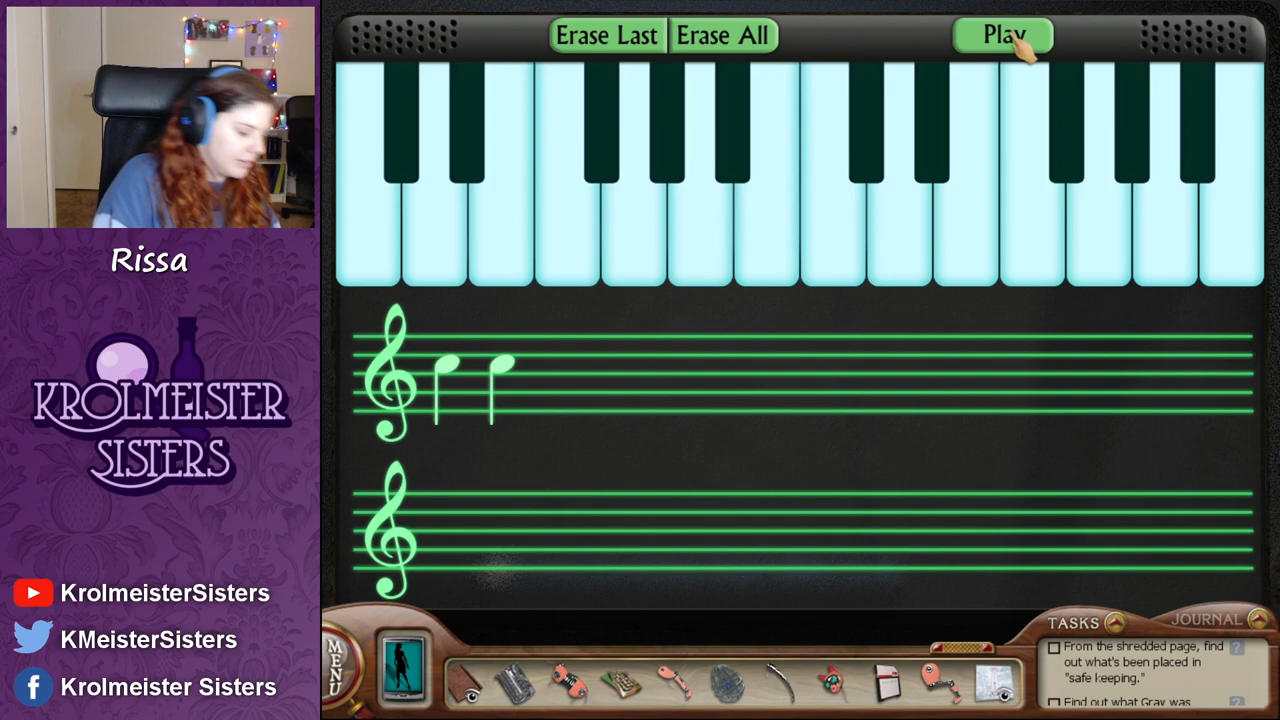 Erase Last
Erase All
Play
Rissa
KROLMEISTER
SISTERS
KrolmeisterSisters
KMeisterSisters
Krolmeister Sisters
MENU
TASKS
JOURNAL
From the shredded page, find
out what's been placed in
"safe keeping."
Find out what Gray was